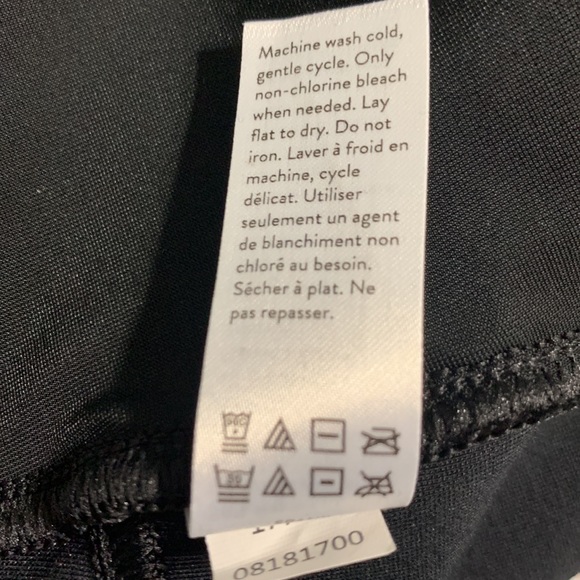 Machine wash cold,
gentle cycle. Only
non-chlorine bleach
when needed. Lay
flat to dry. Do not
iron. Laver à froid en
machine, cycle
délicat. Utiliser
seulement un agent
de blanchiment non
chloré au besoin.
Sécher à plat. Ne
pas repasser.
30
08181700